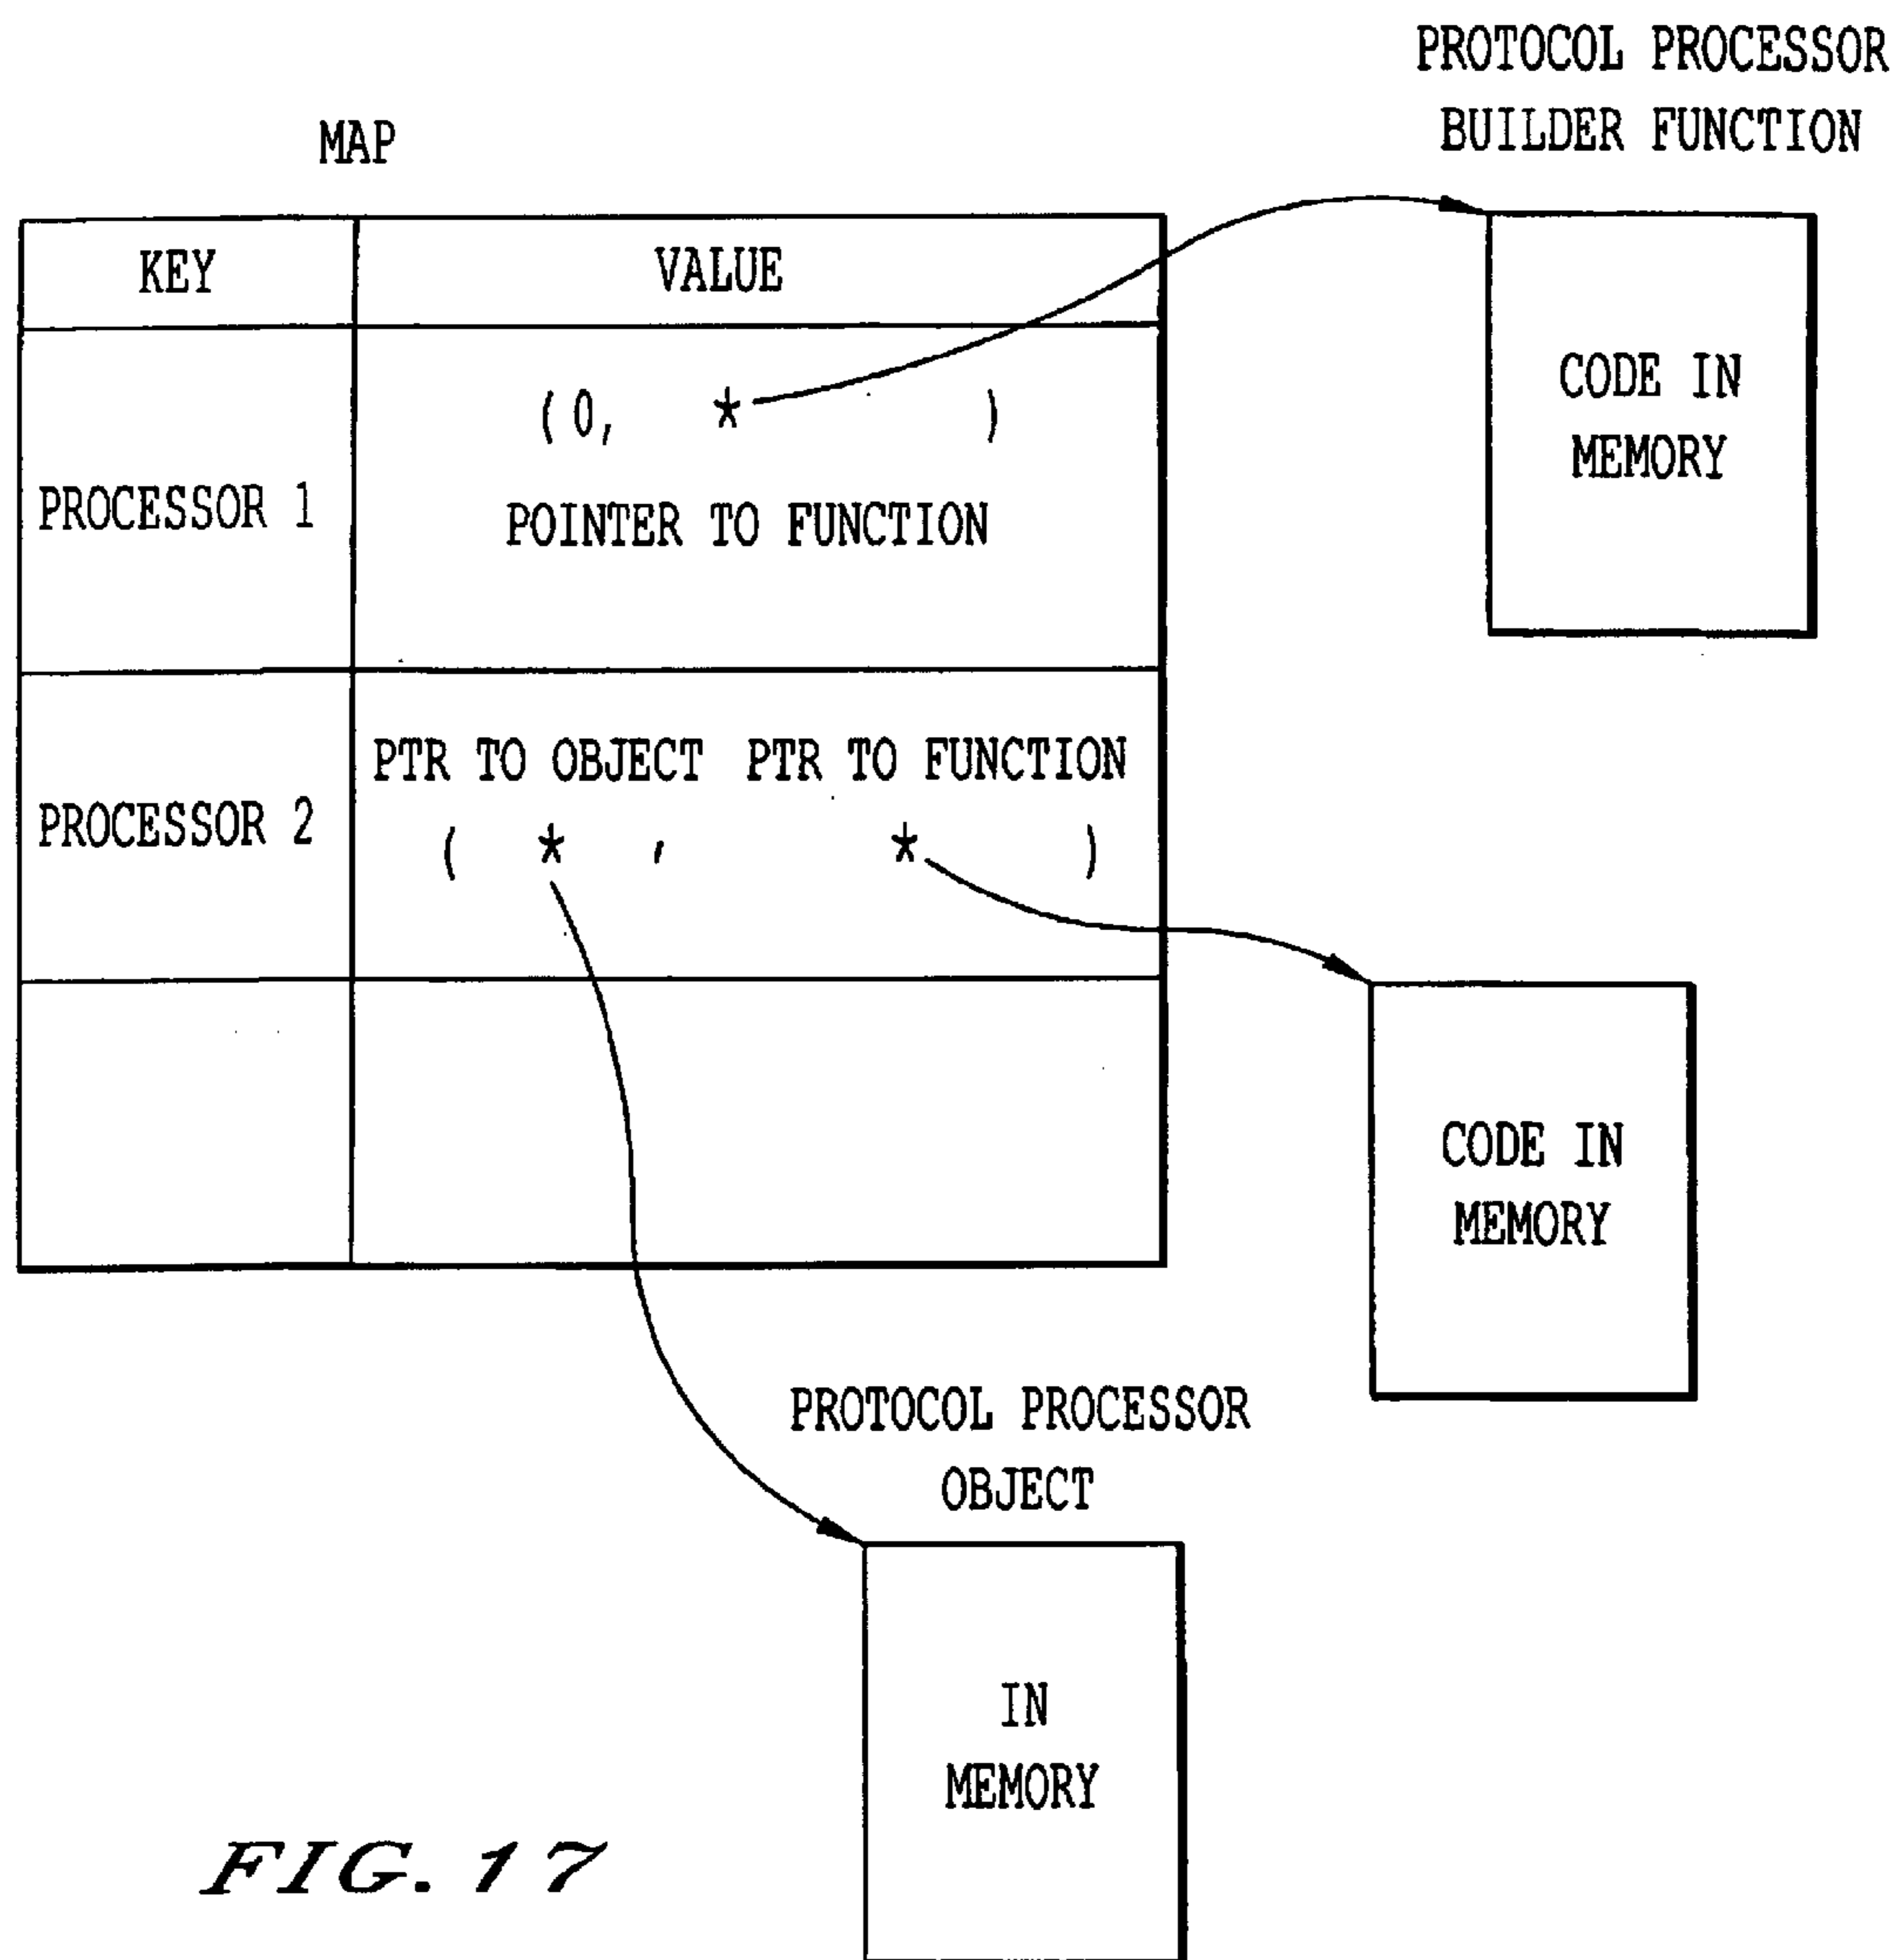 PROTOCOL PROCESSOR
BUILDER FUNCTION
MAP
KEY VALUE
(0, * )
PROCESSOR 1
POINTER TO FUNCTION
CODE IN
MEMORY
PTR TO OBJECT PTR TO FUNCTION
PROCESSOR 2
( * , * )
CODE IN
MEMORY
PROTOCOL PROCESSOR
OBJECT
IN
MEMORY
FIG. 17